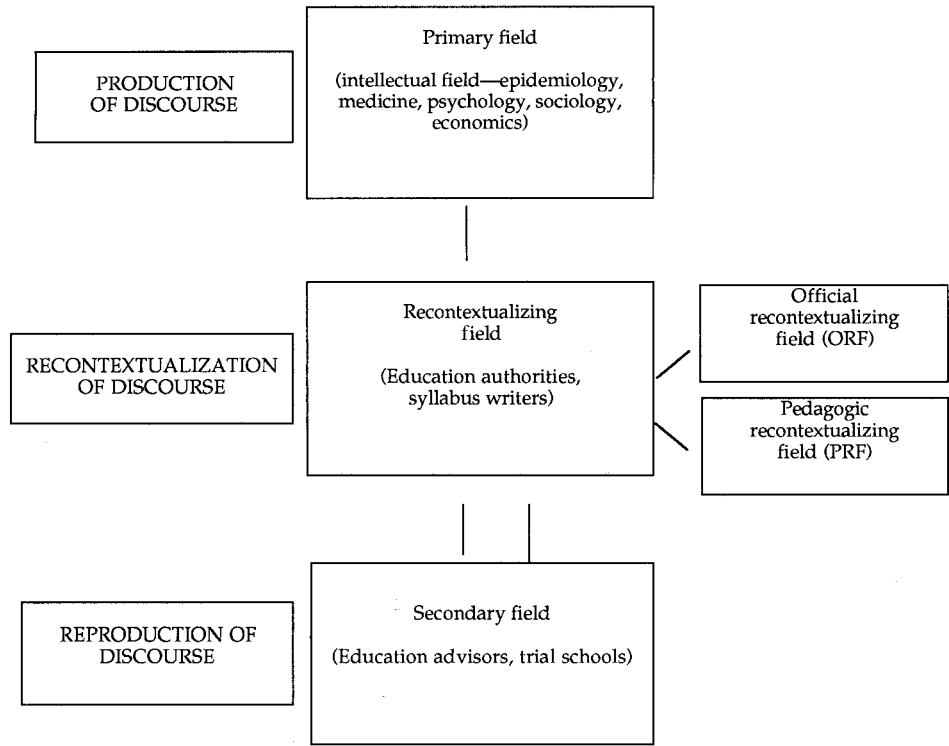 PRODUCTION
OF DISCOURSE
Primary field
(intellectual field—epidemiology,
medicine, psychology, sociology,
economics)
RECONTEXTUALIZATION
OF DISCOURSE
Recontextualizing
field
(Education authorities,
syllabus writers)
Official
recontextualizing
field (ORF)
Pedagogic
recontextualizing
field (PRF)
REPRODUCTION OF
DISCOURSE
Secondary field
(Education advisors, trial schools)